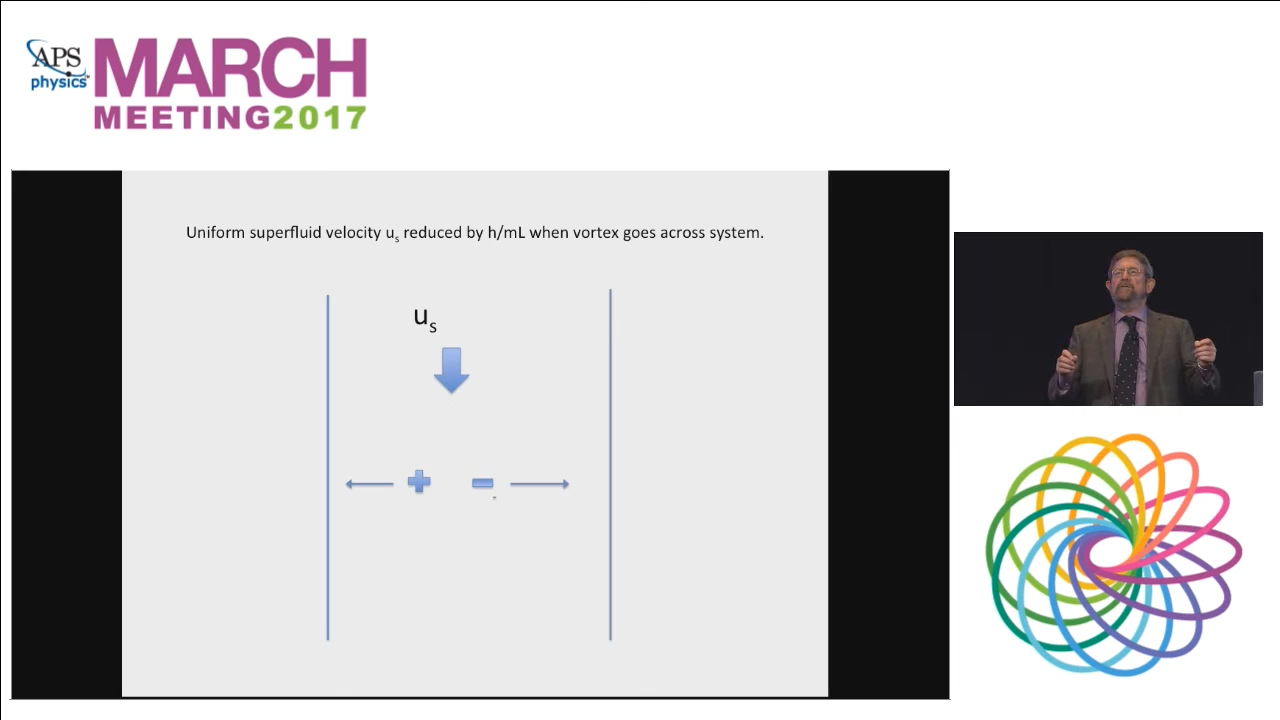 APS
physics
MARCH
MEETING2017
Uniform superfluid velocity uₛ reduced by h/mL when vortex goes across system.
uₛ